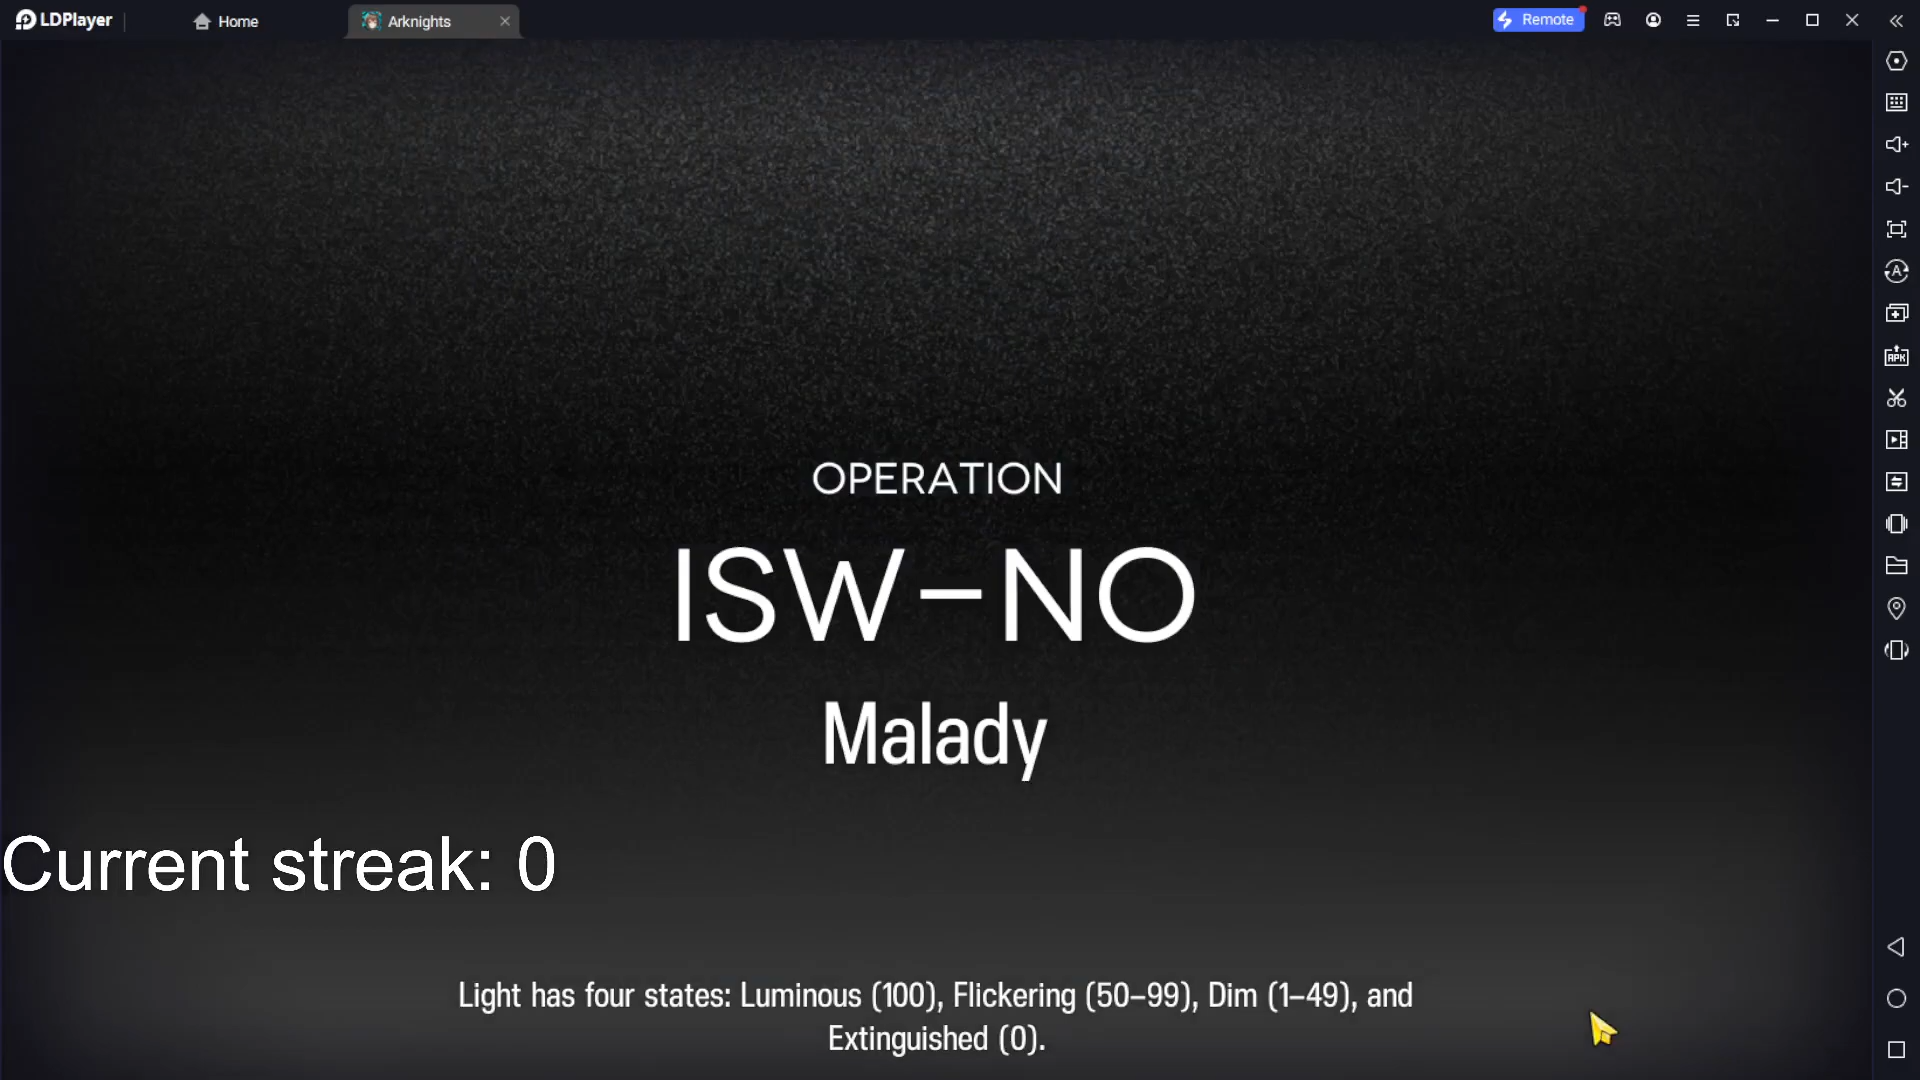 LDPlayer
Home
Arknights
Remote
APK
OPERATION
ISW-NO
Malady
Current streak: 0
Light has four states: Luminous (100), Flickering (50–99), Dim (1–49), and
Extinguished (0).